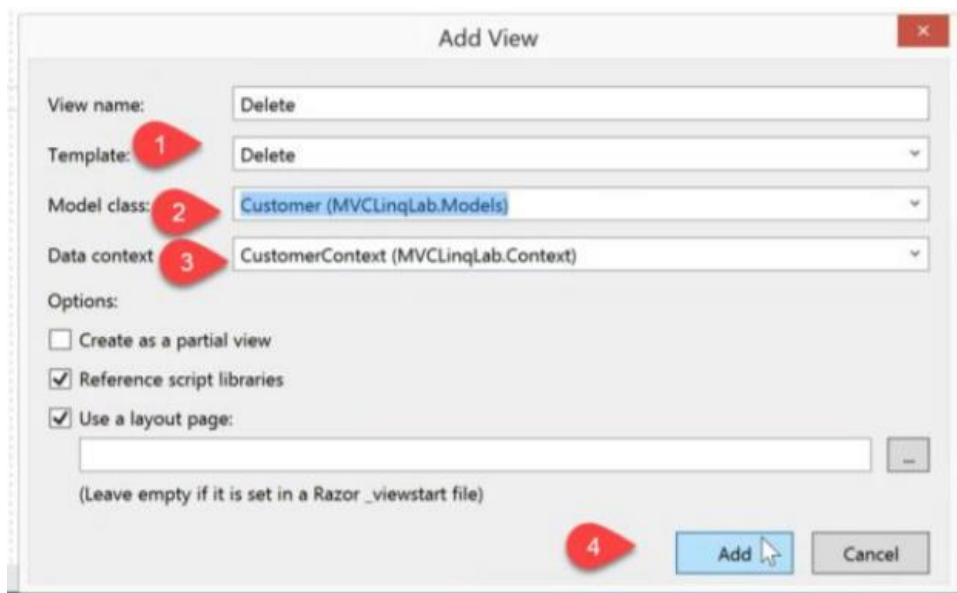 Add View
View name: Delete
1
Template: Delete
Model class: Customer (MVCLinqLab.Models)
2
Data context CustomerContext (MVCLinqLab.Context)
3
Options:
Create as a partial view
Reference script libraries
Use a layout page:
...
(Leave empty if it is set in a Razor _viewstart file)
4
Add Cancel